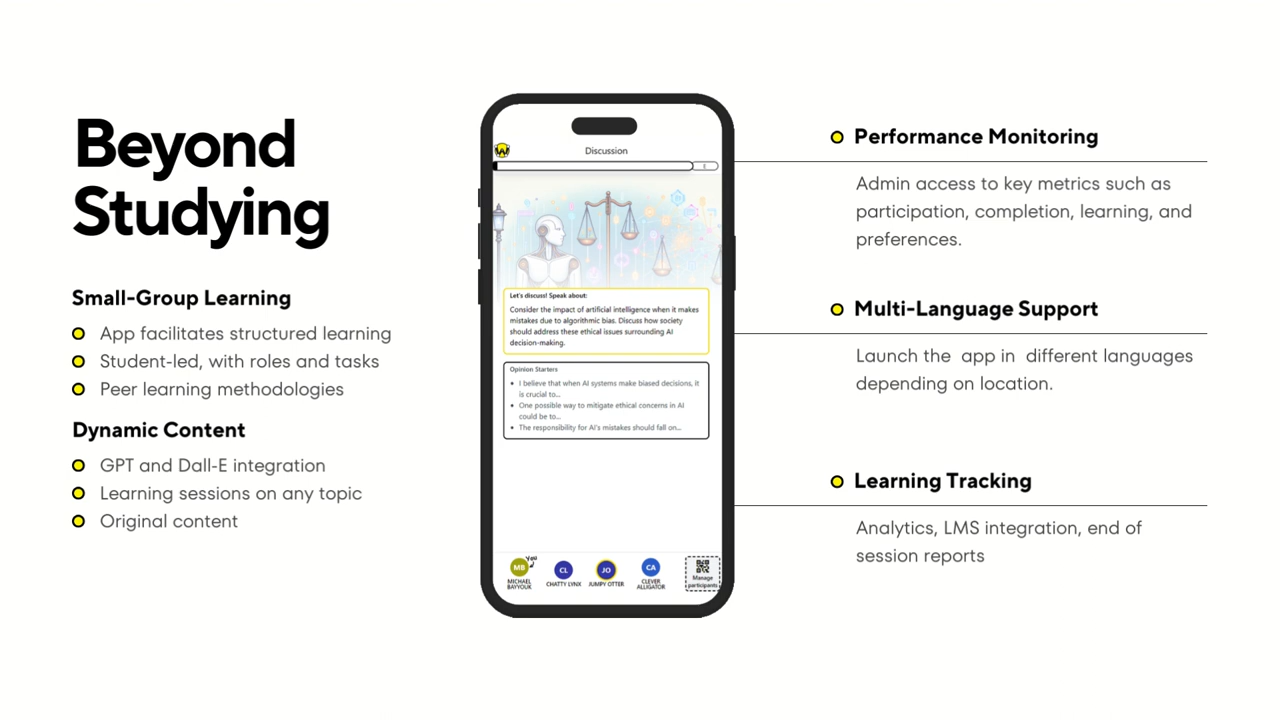 Beyond
Studying
Small-Group Learning
App facilitates structured learning
Student-led, with roles and tasks
Peer learning methodologies
Dynamic Content
GPT and Dall-E integration
Learning sessions on any topic
Original content
Discussion
Let's discuss! Speak about:
Consider the impact of artificial intelligence when it makes
mistakes due to algorithmic bias. Discuss how society
should address these ethical issues surrounding AI
decision-making.
Opinion Starters
I believe that when AI systems make biased decisions, it
is crucial to...
One possible way to mitigate ethical concerns in AI
could be to...
The responsibility for AI's mistakes should fall on...
You
MB
CL
JO
CA
MICHAEL
BAYYOUK
CHATTY LYNX
JUMPY OTTER
CLEVER
ALLIGATOR
Manage
participants
Performance Monitoring
Admin access to key metrics such as
participation, completion, learning, and
preferences.
Multi-Language Support
Launch the  app in  different languages
depending on location.
Learning Tracking
Analytics, LMS integration, end of
session reports